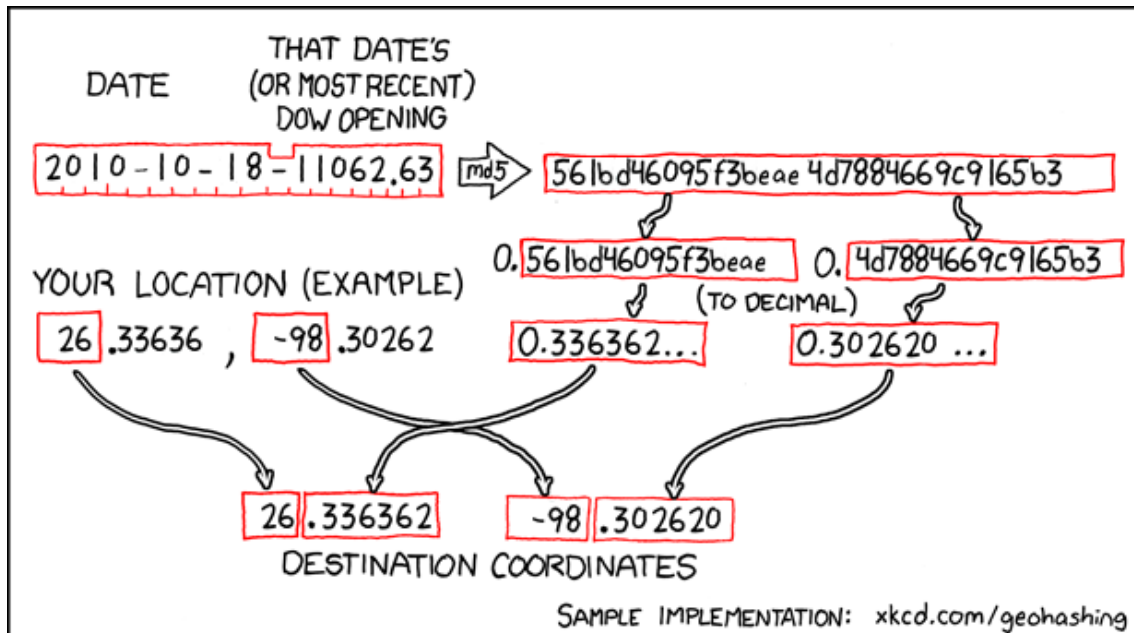 DATE
THAT DATE'S
(OR MOST RECENT)
DOW OPENING
2010-10-18-11062.63
md5
561bd46095f3beae4d7884669c9165b3
0.561bd46095f3beae
0.4d7884669c9165b3
(TO DECIMAL)
YOUR LOCATION (EXAMPLE)
26.33636, -98.30262
0.336362...
0.302620 ...
26.336362
-98.302620
DESTINATION COORDINATES
SAMPLE IMPLEMENTATION: xkcd.com/geohashing